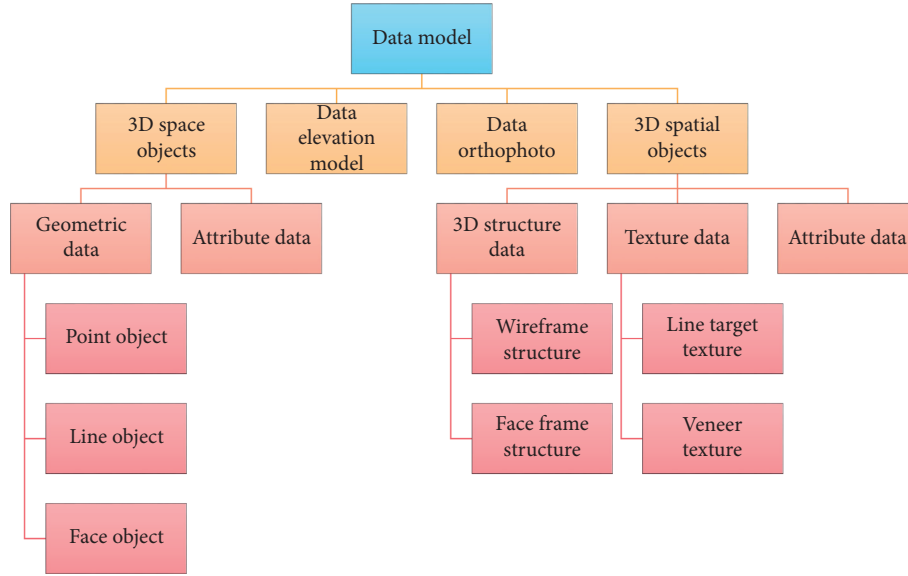 Data model
3D space
objects
Data
elevation
model
Data
orthophoto
3D spatial
objects
Geometric
data
Attribute data
3D structure
data
Texture data
Attribute data
Point object
Line object
Face object
Wireframe
structure
Face frame
structure
Line target
texture
Veneer
texture